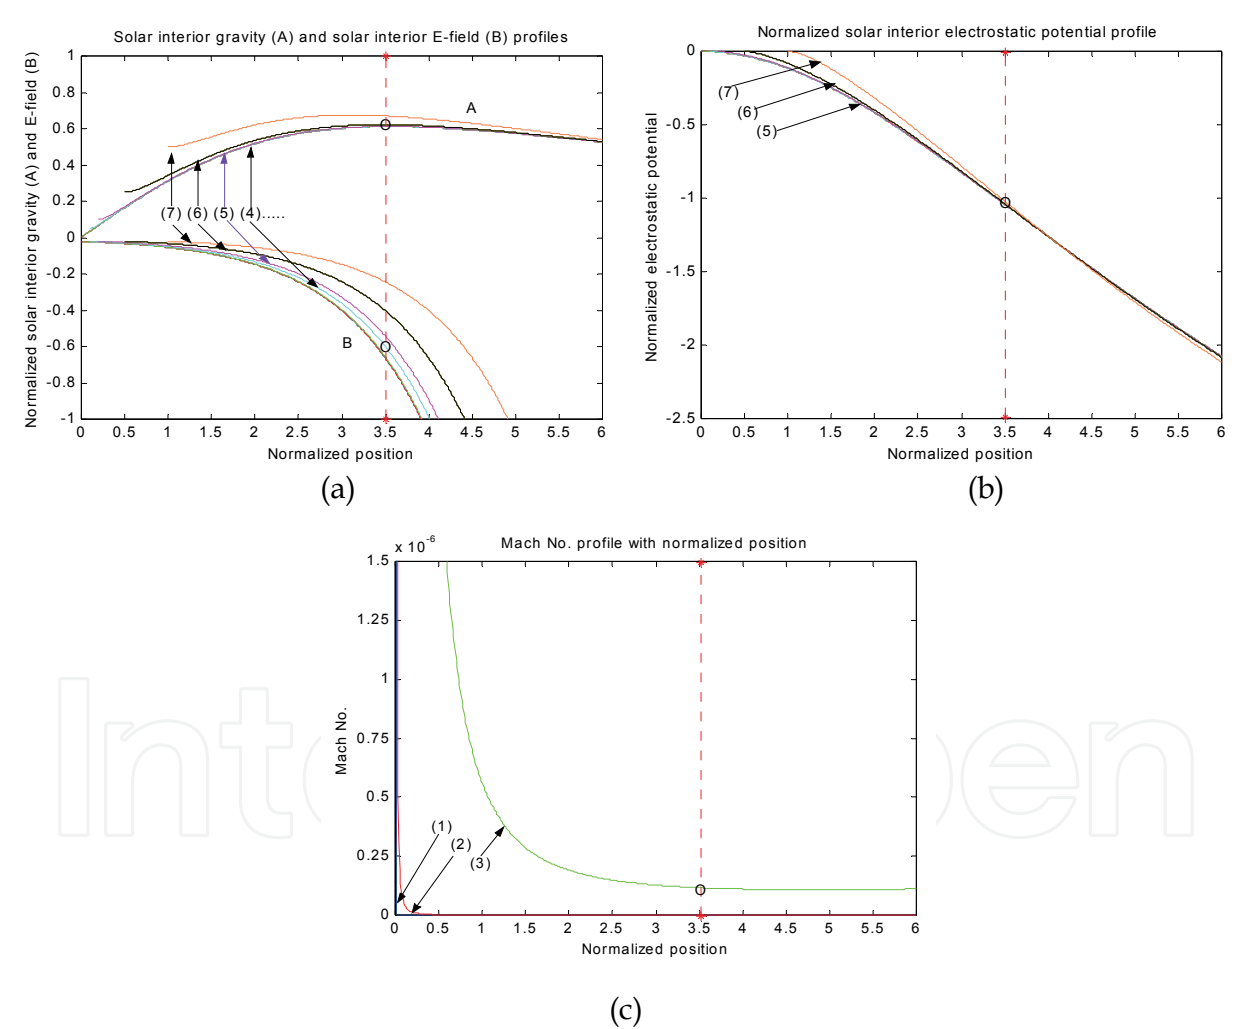 Solar interior gravity (A) and solar interior E-field (B) profiles
Normalized solar interior gravity (A) and E-field (B)
1
0.8
0.6
0.4
0.2
0
-0.2
-0.4
-0.6
-0.8
-1
A
(7) (6) (5) (4).....
B
0 0.5 1 1.5 2 2.5 3 3.5 4 4.5 5 5.5 6
Normalized position
(a)
Normalized solar interior electrostatic potential profile
Normalized electrostatic potential
0
-0.5
-1
-1.5
-2
-2.5
(7)
(6)
(5)
0 0.5 1 1.5 2 2.5 3 3.5 4 4.5 5 5.5 6
Normalized position
(b)
x 10-6
Mach No. profile with normalized position
Mach No.
1.5
1.25
1
0.75
0.5
0.25
0
(1)
(2)
(3)
0 0.5 1 1.5 2 2.5 3 3.5 4 4.5 5 5.5 6
Normalized position
(c)